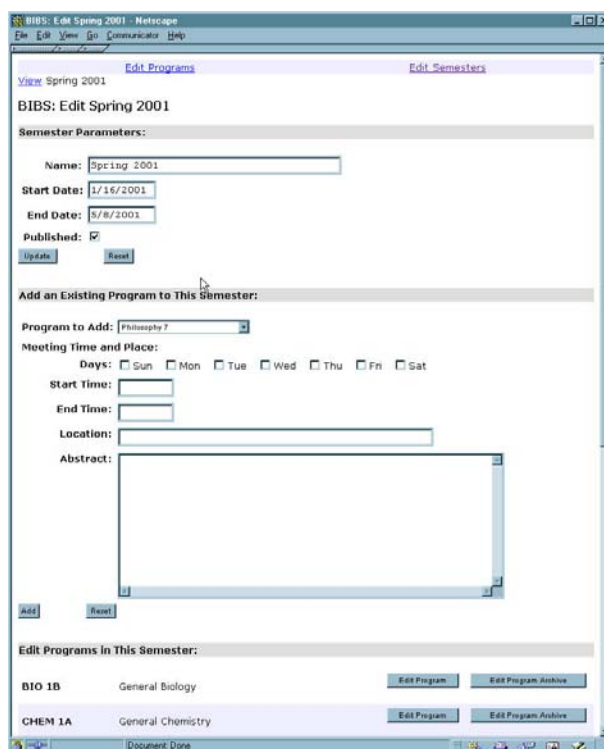 BIBS: Edit Spring 2001 - Netscape
File Edit View Go Communicator Help
Edit Programs Edit Semesters
View Spring 2001
BIBS: Edit Spring 2001
Semester Parameters:
Name: Spring 2001
Start Date: 1/16/2001
End Date: 5/8/2001
Published:
Update Reset
Add an Existing Program to This Semester:
Program to Add: Philosophy 7
Meeting Time and Place:
Days: Sun Mon Tue Wed Thu Fri Sat
Start Time:
End Time:
Location:
Abstract:
Add Reset
Edit Programs in This Semester:
BIO 1B General Biology Edit Program Edit Program Archive
CHEM 1A General Chemistry Edit Program Edit Program Archive
Document: Done